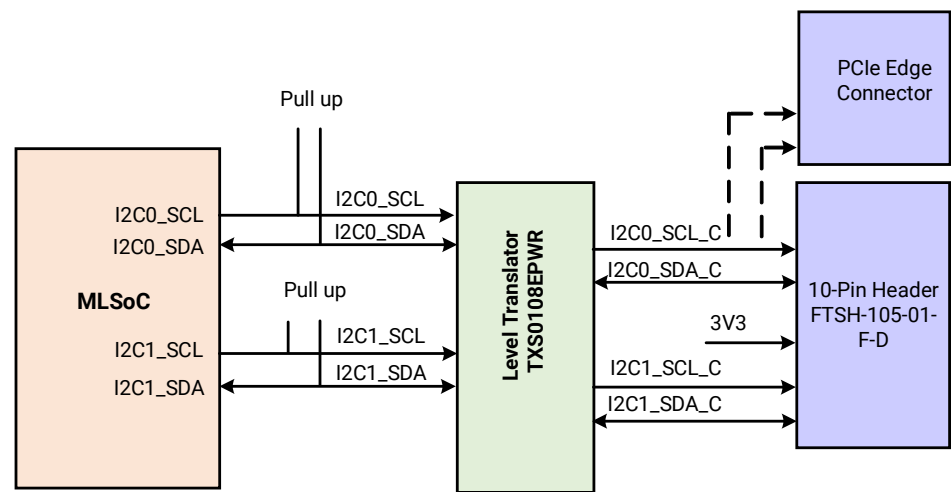 PCIe Edge
Connector
Pull up
I2C0_SCL
I2C0_SCL
I2C0_SDA
I2C0_SDA
I2C0_SCL_C
I2C0_SDA_C
MLSoC
Pull up
Level Translator
TXS0108EPWR
10-Pin Header
FTSH-105-01-
F-D
3V3
I2C1_SCL
I2C1_SCL
I2C1_SCL_C
I2C1_SDA
I2C1_SDA
I2C1_SDA_C